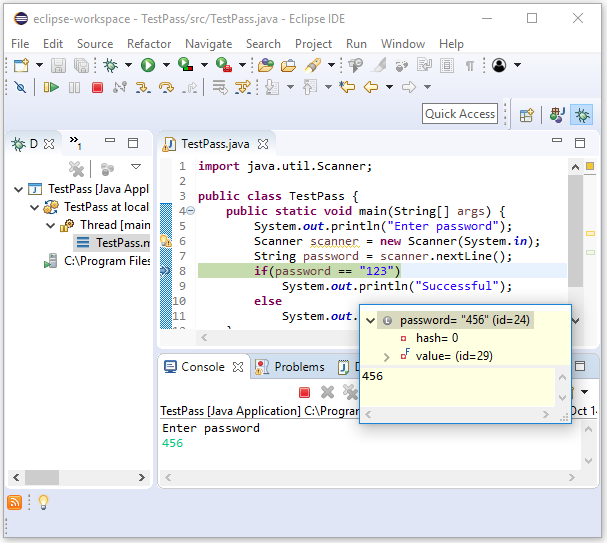 eclipse-workspace - TestPass/src/TestPass.java - Eclipse IDE
File Edit Source Refactor Navigate Search Project Run Window Help
Quick Access
D
1
TestPass [Java Appl
TestPass at local
Thread [main
TestPass.m
C:\Program Files
TestPass.java
1 import java.util.Scanner;
2
3 public class TestPass {
4 public static void main(String[] args) {
5 System.out.println("Enter password");
6 Scanner scanner = new Scanner(System.in);
7 String password = scanner.nextLine();
8 if(password == "123")
9 System.out.println("Successful");
10 else
11 System.out.
password= "456" (id=24)
hash= 0
value= (id=29)
456
Console Problems D
TestPass [Java Application] C:\Program Oct 14
Enter password
456